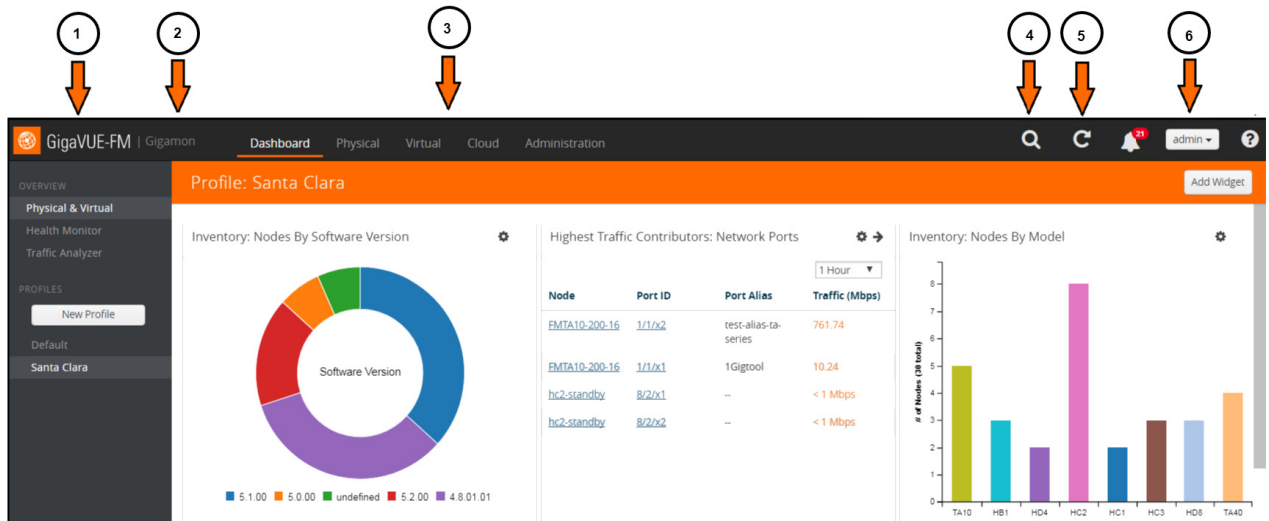 1
2
3
4
5
6
GigaVUE-FM | Gigamon
Dashboard Physical Virtual Cloud Administration
21
admin
?
OVERVIEW
Physical & Virtual
Health Monitor
Traffic Analyzer
PROFILES
New Profile
Default
Santa Clara
Profile: Santa Clara
Add Widget
Inventory: Nodes By Software Version
Software Version
5.1.00 5.0.00 undefined 5.2.00 4.8.01.01
Highest Traffic Contributors: Network Ports
1 Hour
Node Port ID Port Alias Traffic (Mbps)
FMTA10-200-16 1/1/x2 test-alias-ta-series 761.74
FMTA10-200-16 1/1/x1 1Gigtool 10.24
hc2-standby 8/2/x1 -- < 1 Mbps
hc2-standby 8/2/x2 -- < 1 Mbps
Inventory: Nodes By Model
# of Nodes (30 total)
8
7
6
5
4
3
2
1
0
TA10 HB1 HD4 HC2 HC1 HC3 HD8 TA40